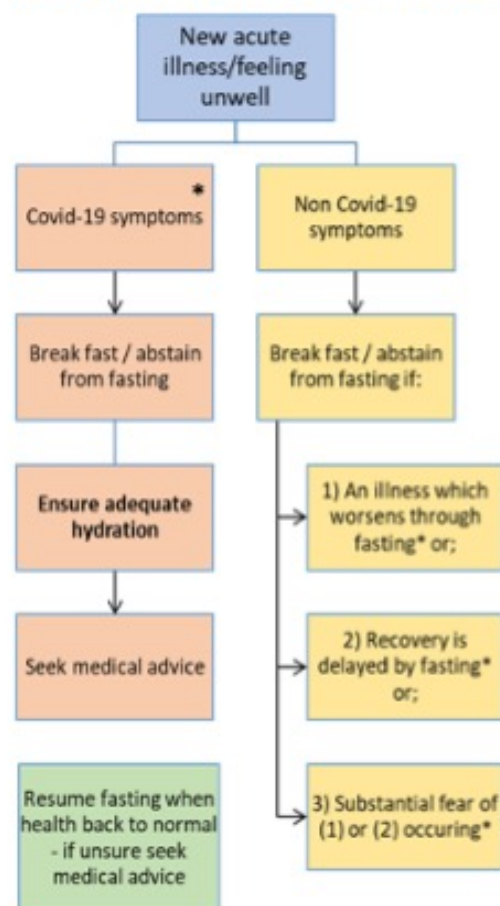 New acute
illness/feeling
unwell
*
Covid-19 symptoms
Non Covid-19
symptoms
Break fast / abstain
from fasting
Break fast / abstain
from fasting if:
Ensure adequate
hydration
1) An illness which
worsens through
fasting* or;
Seek medical advice
2) Recovery is
delayed by fasting*
or;
Resume fasting when
health back to normal
- if unsure seek
medical advice
3) Substantial fear of
(1) or (2) occuring*